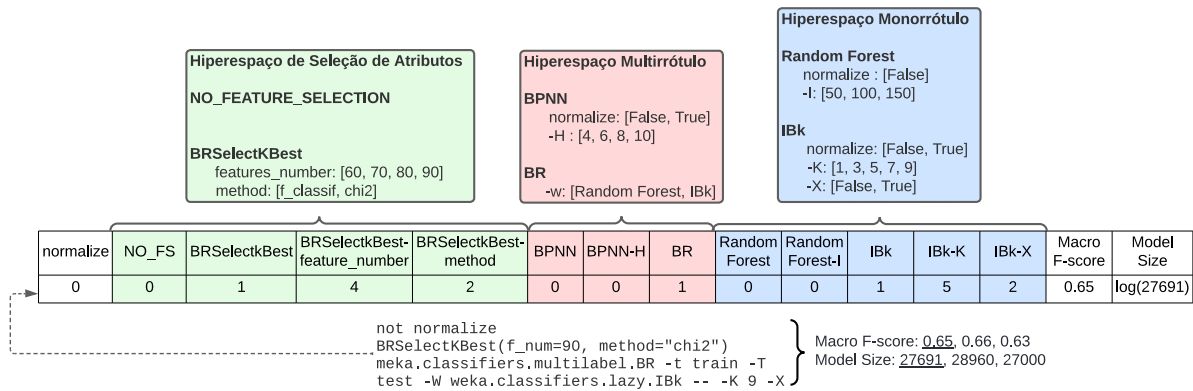 Hiperespaço de Seleção de Atributos
NO_FEATURE_SELECTION
BRSelectKBest
features_number: [60, 70, 80, 90]
method: [f_classif, chi2]
Hiperespaço Multirrótulo
BPNN
normalize: [False, True]
-H : [4, 6, 8, 10]
BR
-w: [Random Forest, IBk]
Hiperespaço Monorrótulo
Random Forest
normalize : [False]
-I: [50, 100, 150]
IBk
normalize: [False, True]
-K: [1, 3, 5, 7, 9]
-X: [False, True]
normalize NO_FS BRSelectkBest BRSelectkBest-feature_number BRSelectkBest-method BPNN BPNN-H BR Random Forest Random Forest-I IBk IBk-K IBk-X Macro F-score Model Size
0 0 1 4 2 0 0 1 0 0 1 5 2 0.65 log(27691)
not normalize
BRSelectKBest(f_num=90, method="chi2")
meka.classifiers.multilabel.BR -t train -T
test -W weka.classifiers.lazy.IBk -- -K 9 -X
Macro F-score: 0.65, 0.66, 0.63
Model Size: 27691, 28960, 27000